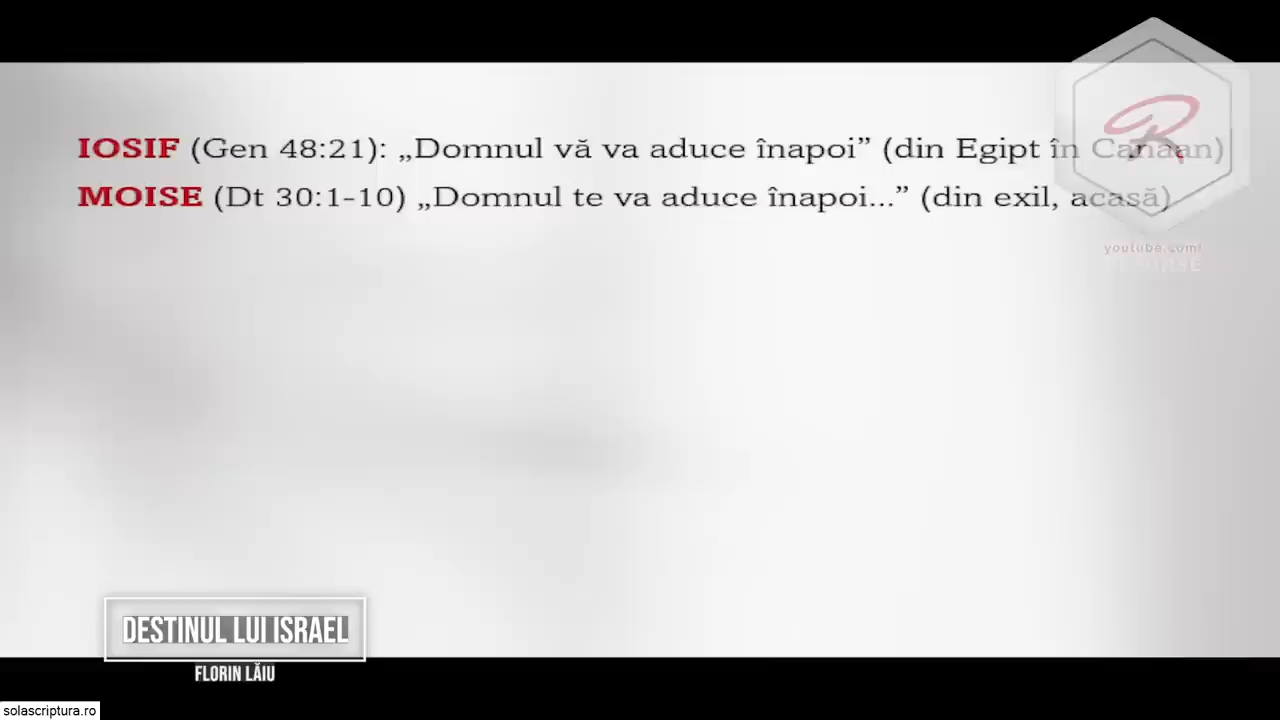 IOSIF (Gen 48:21): „Domnul vă va aduce înapoi” (din Egipt în Canaan)
MOISE (Dt 30:1-10) „Domnul te va aduce înapoi...” (din exil, acasă)
youtube.com/
DESTINUL LUI ISRAEL
FLORIN LĂIU
solascriptura.ro